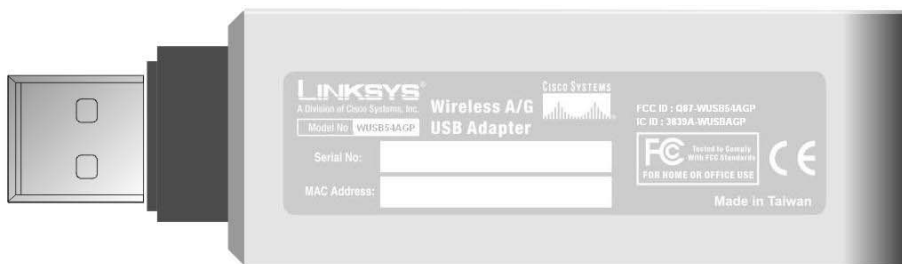 LINKSYS®
A Division of Cisco Systems, Inc.
Model No WUSB54AGP
Wireless A/G
USB Adapter
CISCO SYSTEMS
Serial No:
MAC Address:
FCC ID : Q87-WUSB54AGP
IC ID : 3839A-WUSBAGP
FC Tested to Comply
With FCC Standards
FOR HOME OR OFFICE USE
CE
Made in Taiwan